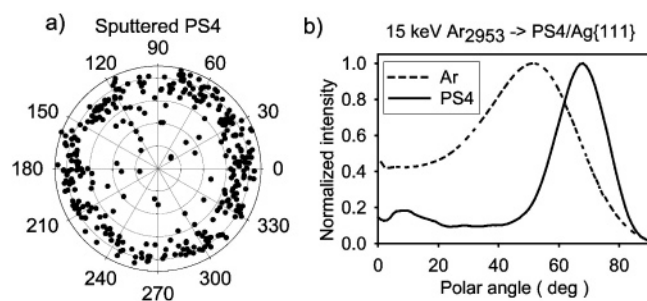 a)
Sputtered PS4
90
120
60
150
30
180
0
210
330
240
300
270
b)
15 keV Ar2953 -> PS4/Ag{111}
Normalized intensity
1.0
0.8
0.6
0.4
0.2
0.0
Ar
PS4
0 20 40 60 80
Polar angle ( deg )